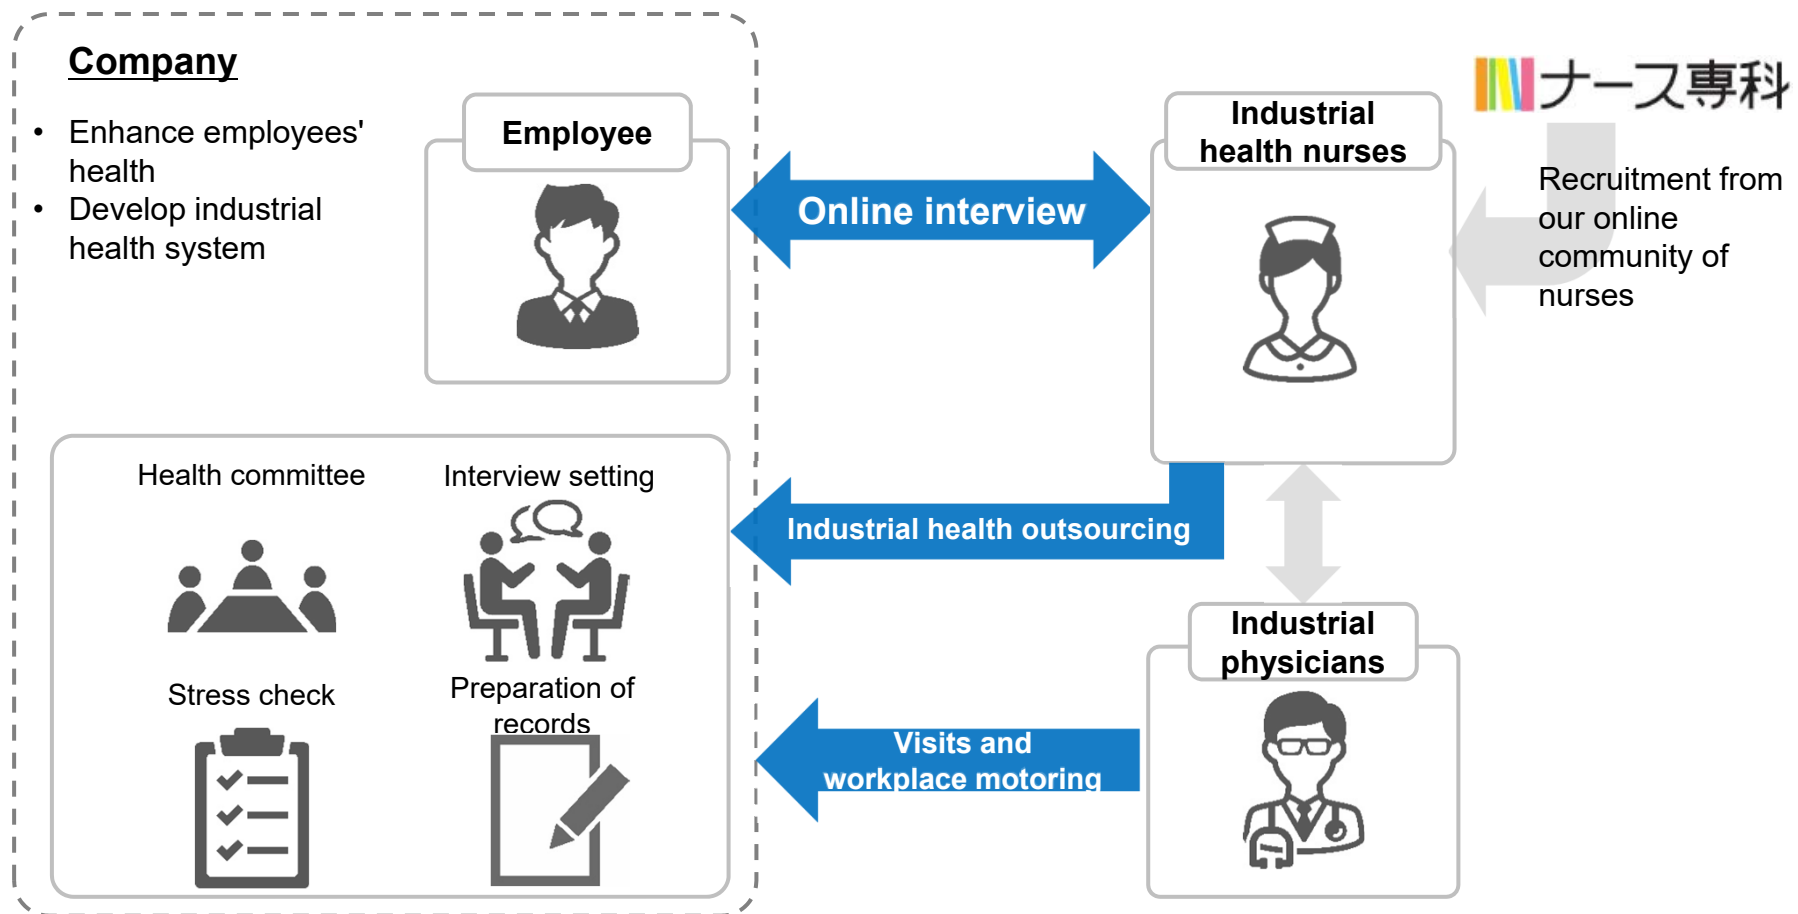 Company
• Enhance employees'
health
• Develop industrial
health system
Employee
Online interview
Industrial
health nurses
ナース専科
Recruitment from
our online
community of
nurses
Health committee
Interview setting
Stress check
Preparation of
records
Industrial health outsourcing
Visits and
workplace motoring
Industrial
physicians